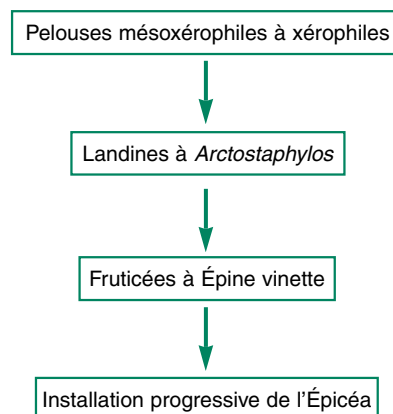 Pelouses mésoxérophiles à xérophiles
Landines à Arctostaphylos
Fruticées à Épine vinette
Installation progressive de l’Épicéa